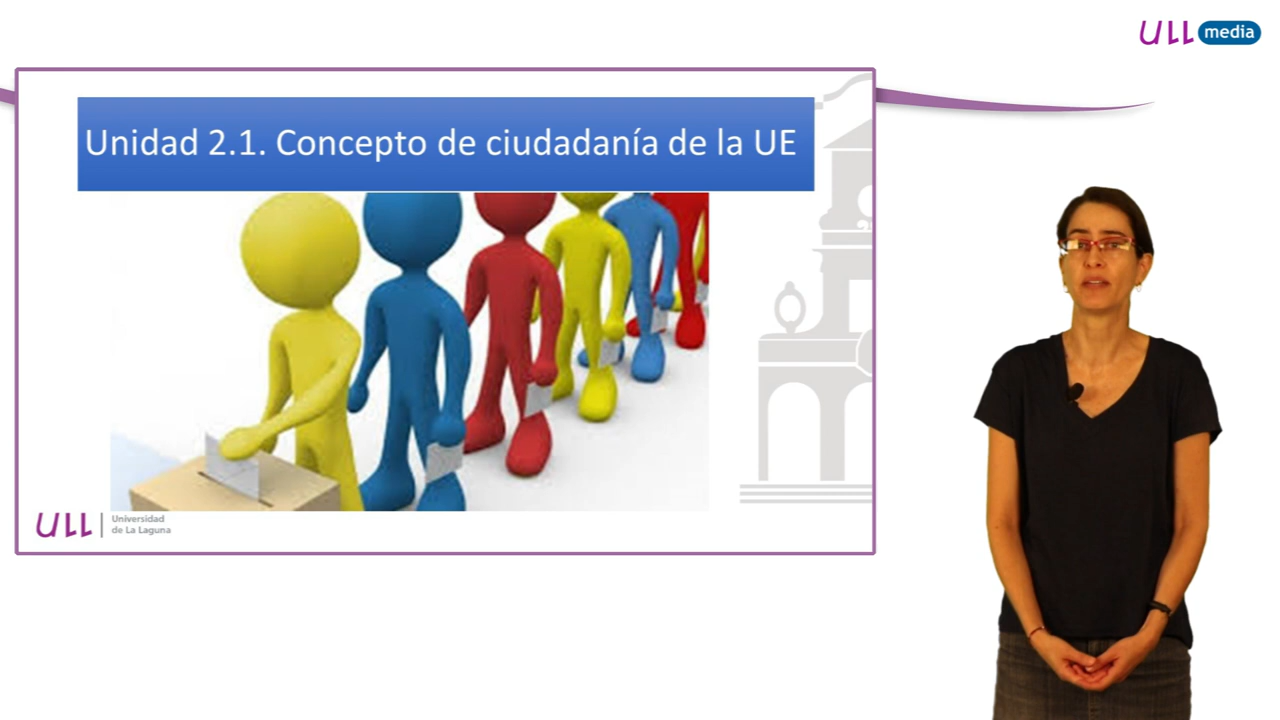 ULL media
Unidad 2.1. Concepto de ciudadanía de la UE
ULL
Universidad
de La Laguna